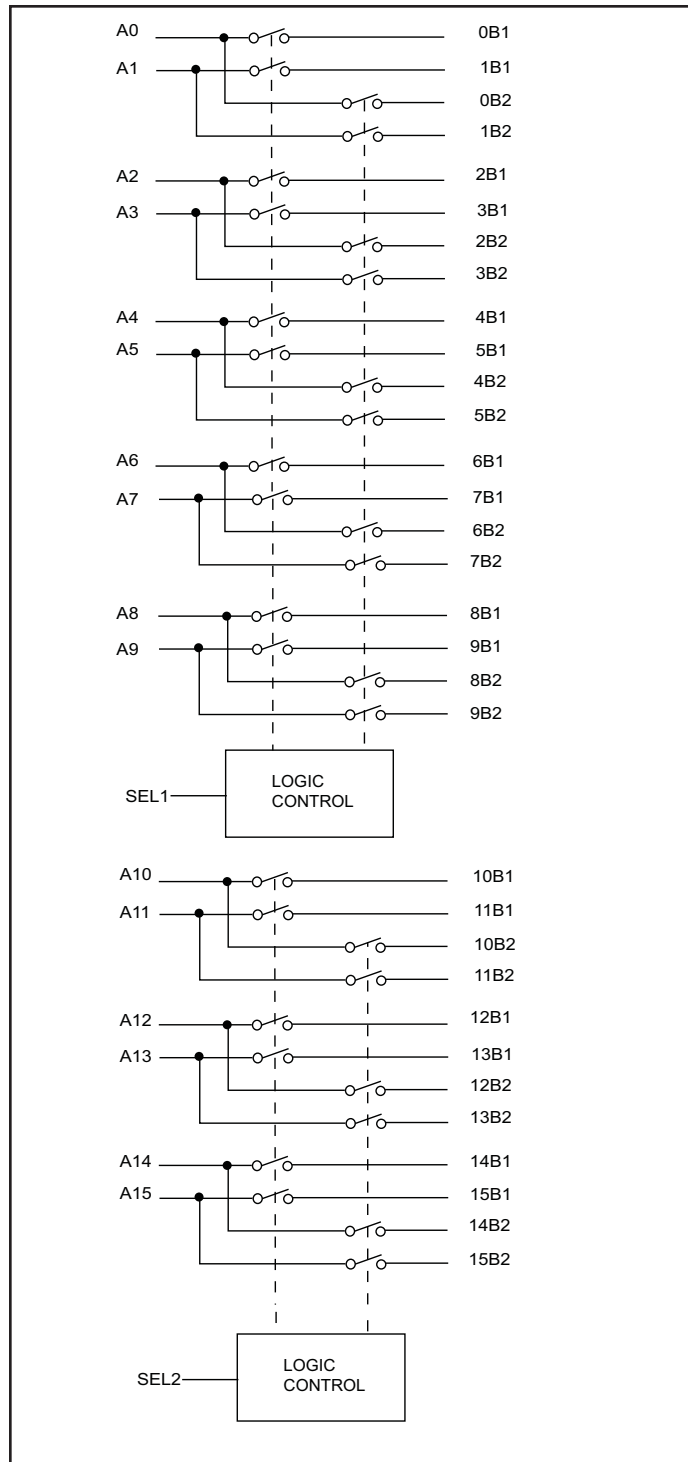 A0 0B1
A1 1B1
0B2
1B2
A2 2B1
A3 3B1
2B2
3B2
A4 4B1
A5 5B1
4B2
5B2
A6 6B1
A7 7B1
6B2
7B2
A8 8B1
A9 9B1
8B2
9B2
SEL1
LOGIC
CONTROL
A10 10B1
A11 11B1
10B2
11B2
A12 12B1
A13 13B1
12B2
13B2
A14 14B1
A15 15B1
14B2
15B2
SEL2
LOGIC
CONTROL